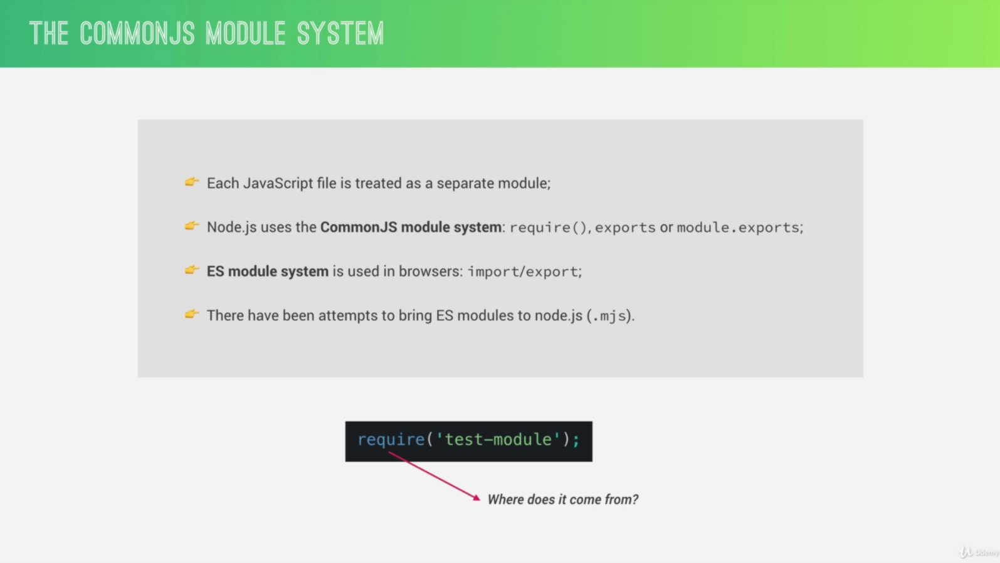 THE COMMONJS MODULE SYSTEM
👉 Each JavaScript file is treated as a separate module;
👉 Node.js uses the CommonJS module system: require(), exports or module.exports;
👉 ES module system is used in browsers: import/export;
👉 There have been attempts to bring ES modules to node.js (.mjs).
require('test-module');
Where does it come from?
Udemy